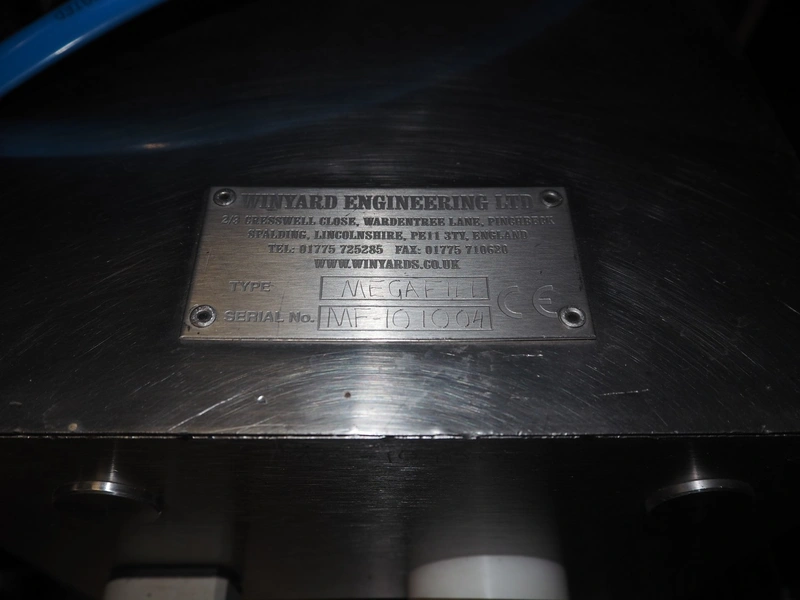 WINYARD ENGINEERING LTD
2/3 CRESSWELL CLOSE, WARDENTREE LANE, PINCHBECK
SPALDING, LINCOLNSHIRE, PE11 3TY, ENGLAND
TEL: 01775 725285 FAX: 01775 710626
WWW.WINYARDS.CO.UK
TYPE MEGAFILL
SERIAL No. MF-101004
CE